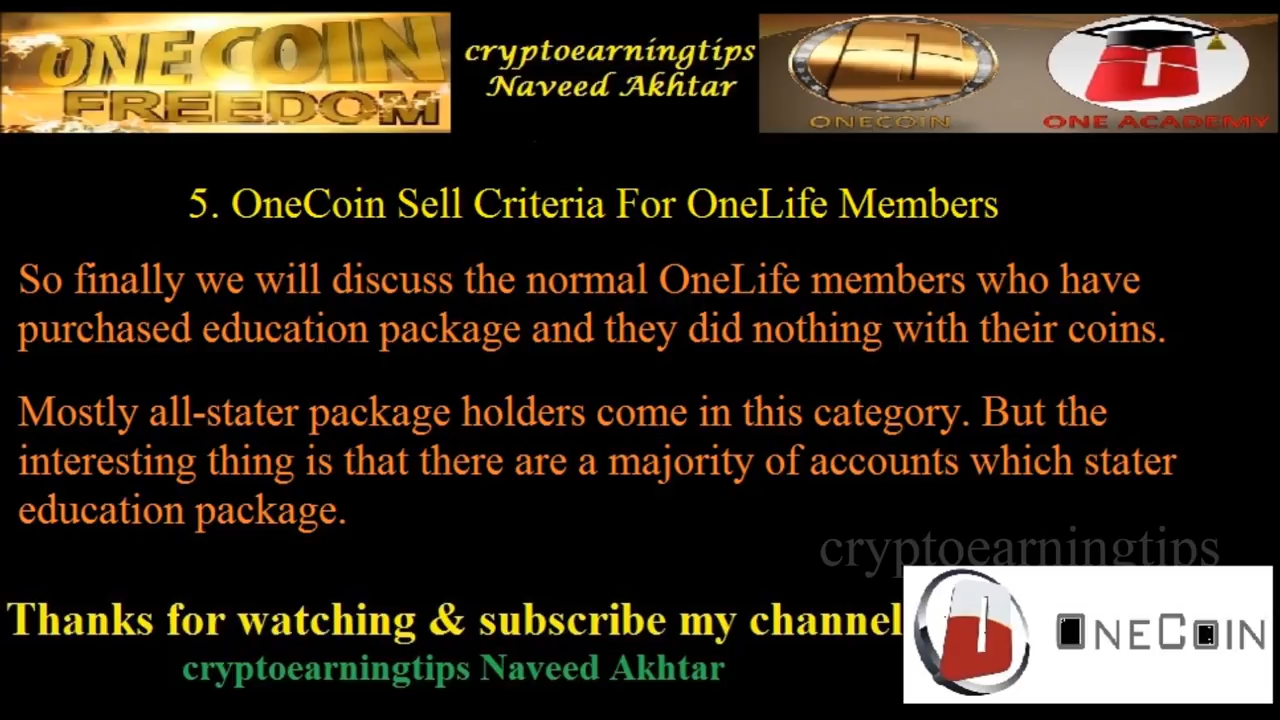 ONECOIN
FREEDOM
cryptoearningtips
Naveed Akhtar
ONECOIN
ONE ACADEMY
5. OneCoin Sell Criteria For OneLife Members
So finally we will discuss the normal OneLife members who have
purchased education package and they did nothing with their coins.
Mostly all-stater package holders come in this category. But the
interesting thing is that there are a majority of accounts which stater
education package.
cryptoearningtips
Thanks for watching & subscribe my channel
cryptoearningtips Naveed Akhtar
ONECOIN